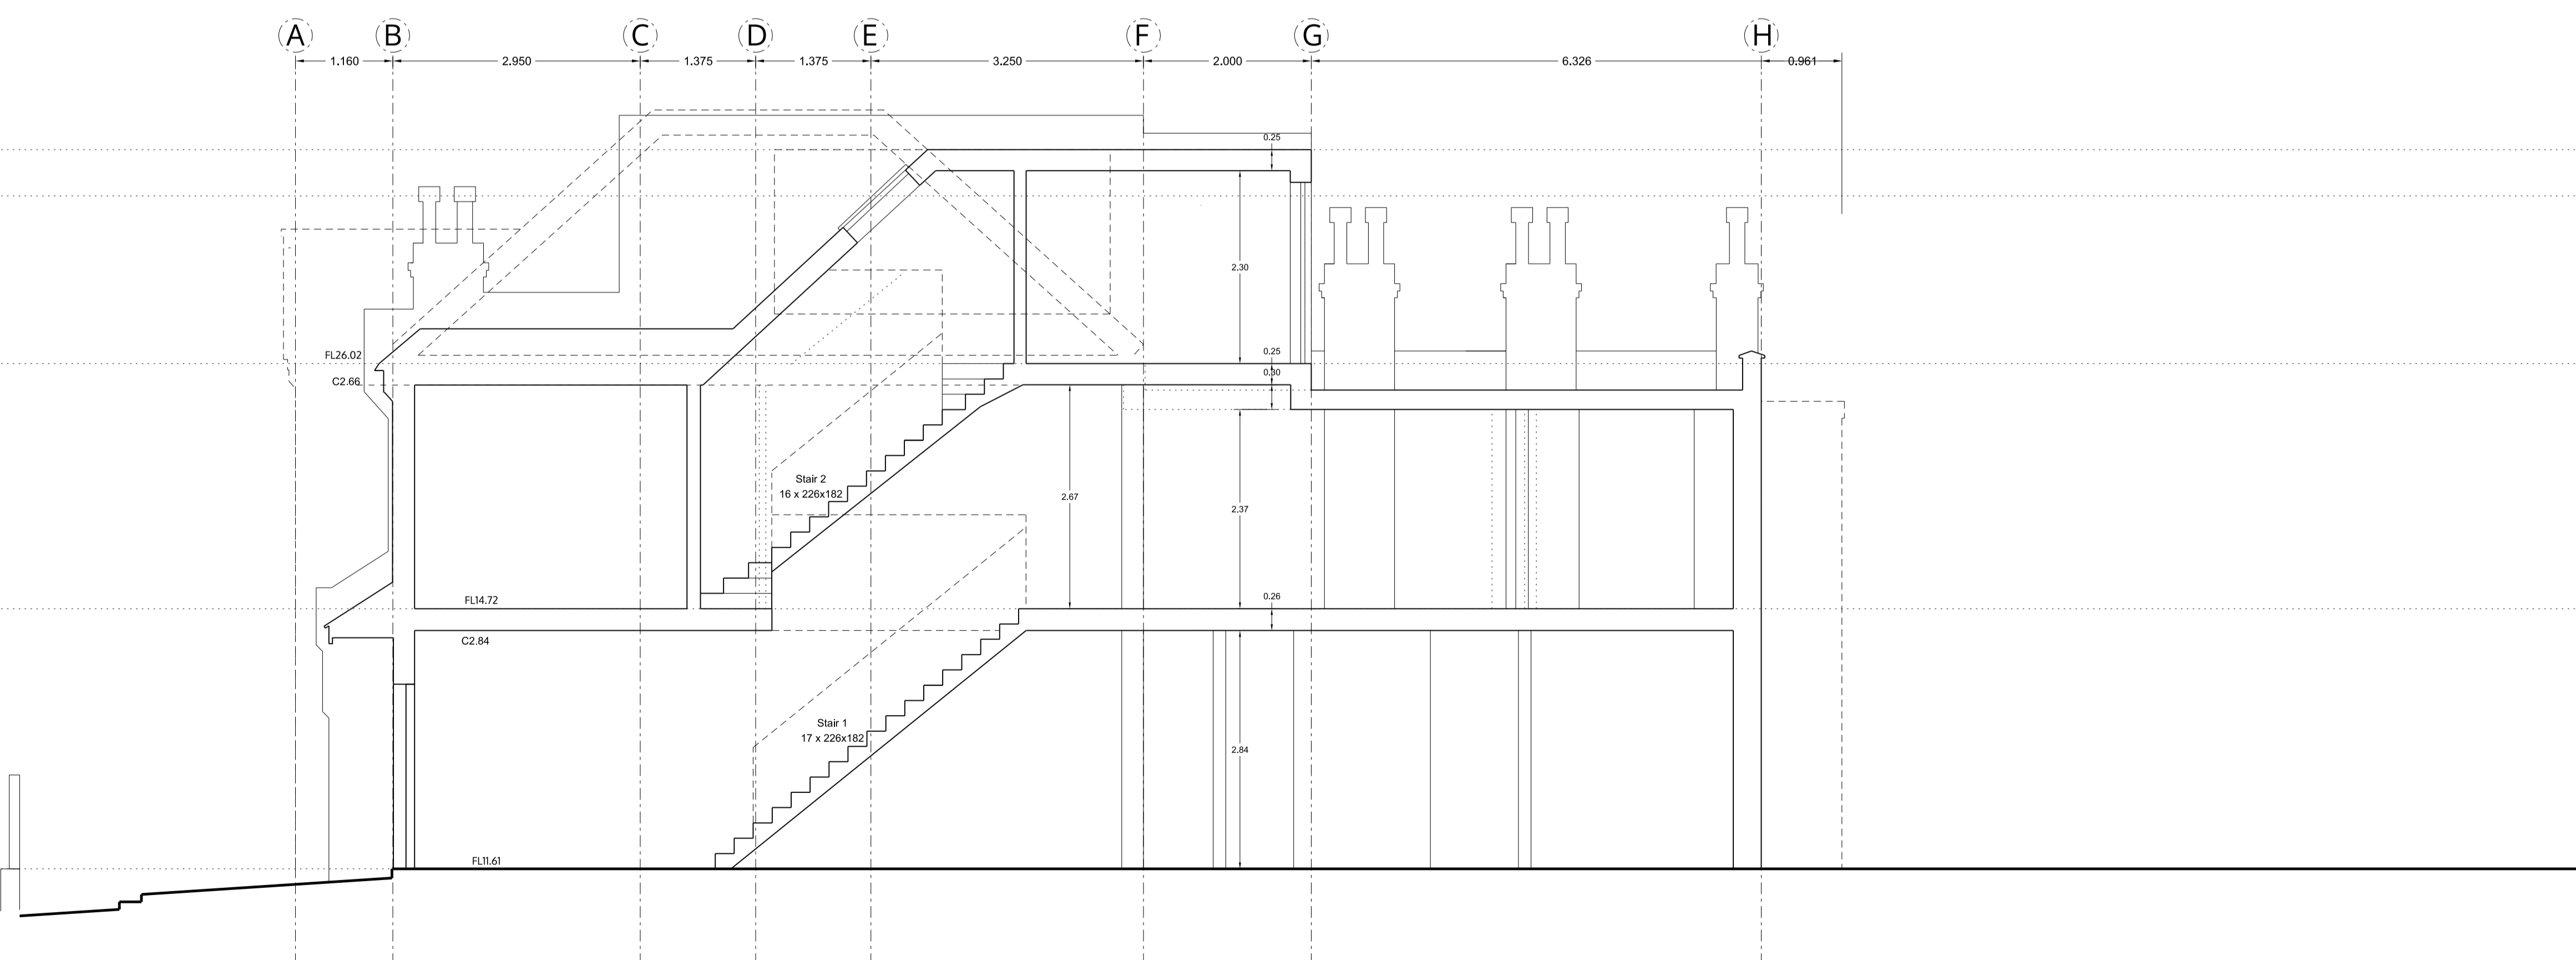 A B C D E F G H
1.160 2.950 1.375 1.375 3.250 2.000 6.326 0.961
0.25
2.30
FL26.02
0.25
0.30
C2.66
Stair 2
16 x 226x182
2.67
2.37
FL14.72
0.26
C2.84
Stair 1
17 x 226x182
2.84
FL11.61